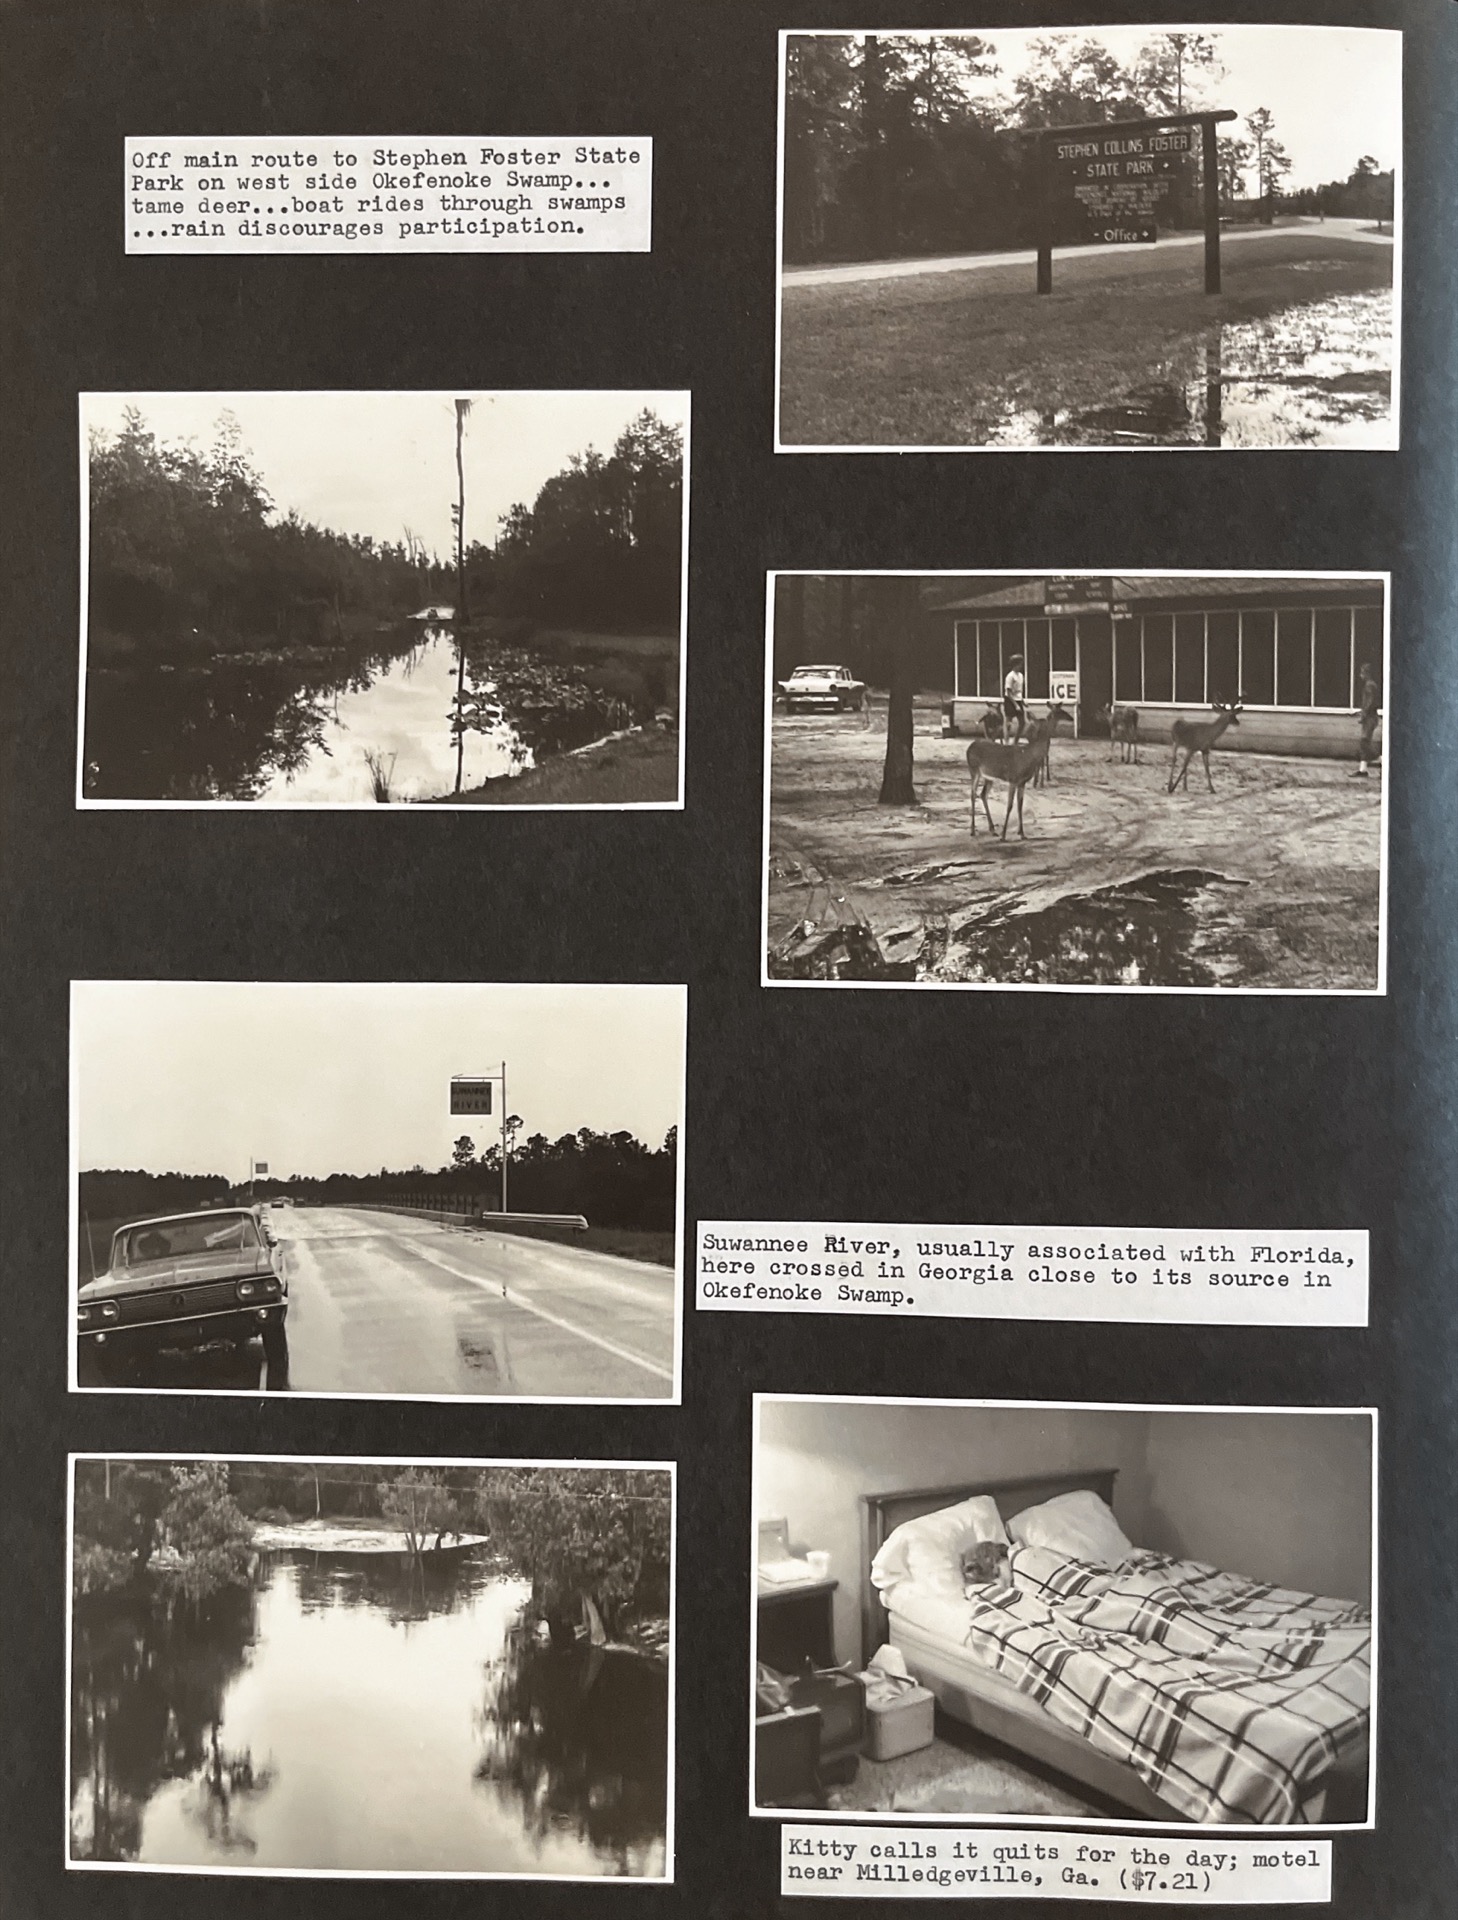 Off main route to Stephen Foster State
Park on west side Okefenoke Swamp...
tame deer...boat rides through swamps
...rain discourages participation.
STEPHEN COLLINS FOSTER
STATE PARK
Office
ICE
SUWANNEE
RIVER
Suwannee River, usually associated with Florida,
here crossed in Georgia close to its source in
Okefenoke Swamp.
Kitty calls it quits for the day; motel
near Milledgeville, Ga. ($7.21)